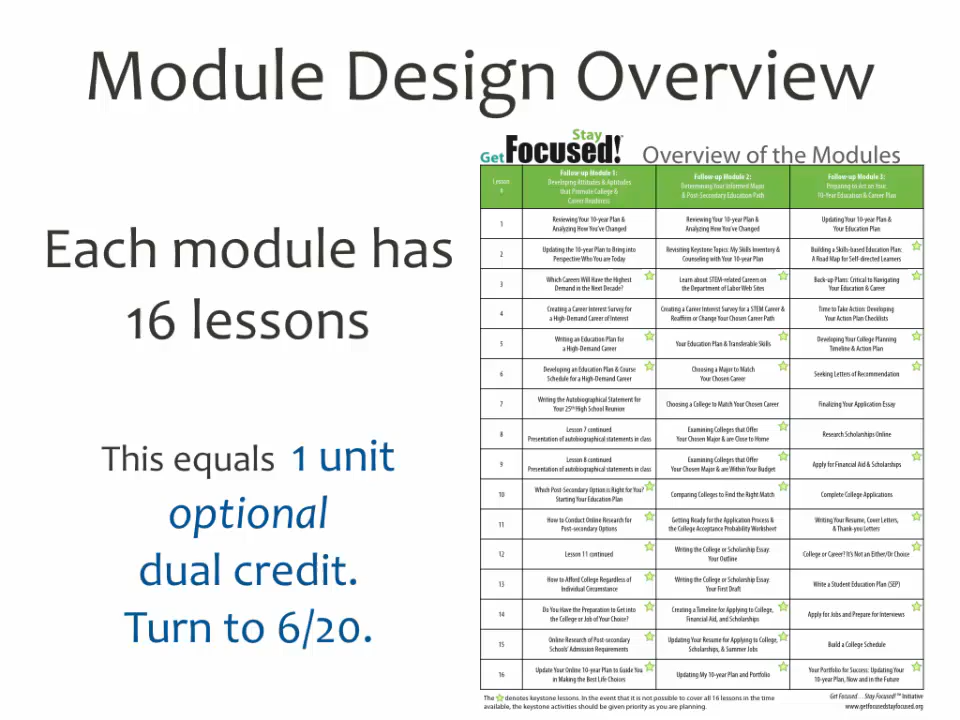 Module Design Overview
Get Stay Focused!™ Overview of the Modules
Each module has
16 lessons
This equals 1 unit
optional
dual credit.
Turn to 6/20.
Lesson
#
Follow-up Module 1:
Developing Attitudes & Aptitudes
that Promote College &
Career Readiness
Follow-up Module 2:
Determining Your Informed Major
& Post-Secondary Education Path
Follow-up Module 3:
Preparing to Act on Your
10-Year Education & Career Plan
1
Reviewing Your 10-year Plan &
Analyzing How You've Changed
Reviewing Your 10-year Plan &
Analyzing How You've Changed
Updating Your 10-year Plan &
Your Education Plan
2
Updating the 10-year Plan to Bring into
Perspective Who You are Today
Revisiting Keystone Topics: My Skills Inventory &
Counseling with Your 10-year Plan
Building a Skills-based Education Plan:
A Road Map for Self-directed Learners
3
Which Careers Will Have the Highest
Demand in the Next Decade?
Learn about STEM-related Careers on
the Department of Labor Web Sites
Back-up Plans: Critical to Navigating
Your Education & Career
4
Creating a Career Interest Survey for
a High-Demand Career of Interest
Creating a Career Interest Survey for a STEM Career &
Reaffirm or Change Your Chosen Career Path
Time to Take Action: Developing
Your Action Plan Checklists
5
Writing an Education Plan for
a High-Demand Career
Your Education Plan & Transferable Skills
Developing Your College Planning
Timeline & Action Plan
6
Developing an Education Plan & Course
Schedule for a High-Demand Career
Choosing a Major to Match
Your Chosen Career
Seeking Letters of Recommendation
7
Writing the Autobiographical Statement for
Your 25th High School Reunion
Choosing a College to Match Your Chosen Career
Finalizing Your Application Essay
8
Lesson 7 continued
Presentation of autobiographical statements in class
Examining Colleges that Offer
Your Chosen Major & are Close to Home
Research Scholarships Online
9
Lesson 8 continued
Presentation of autobiographical statements in class
Examining Colleges that Offer
Your Chosen Major & are Within Your Budget
Apply for Financial Aid & Scholarships
10
Which Post-Secondary Option is Right for You?
Starting Your Education Plan
Comparing Colleges to Find the Right Match
Complete College Applications
11
How to Conduct Online Research for
Post-secondary Options
Getting Ready for the Application Process &
the College Acceptance Probability Worksheet
Writing Your Resume, Cover Letters,
& Thank-you Letters
12
Lesson 11 continued
Writing the College or Scholarship Essay:
Your Outline
College or Career? It's Not an Either/Or Choice
13
How to Afford College Regardless of
Individual Circumstance
Writing the College or Scholarship Essay:
Your First Draft
Write a Student Education Plan (SEP)
14
Do You Have the Preparation to Get into
the College or Job of Your Choice?
Creating a Timeline for Applying to College,
Financial Aid, and Scholarships
Apply for Jobs and Prepare for Interviews
15
Online Research of Post-secondary
Schools' Admission Requirements
Updating Your Resume for Applying to College,
Scholarships, & Summer Jobs
Build a College Schedule
16
Update Your Online 10-year Plan to Guide You
in Making the Best Life Choices
Updating My 10-year Plan and Portfolio
Your Portfolio for Success: Updating Your
10-year Plan, Now and in the Future
The denotes keystone lessons. In the event that it is not possible to cover all 16 lessons in the time
available, the keystone activities should be given priority as you are planning.
Get Focused…Stay Focused!™ Initiative
www.getfocusedstayfocused.org